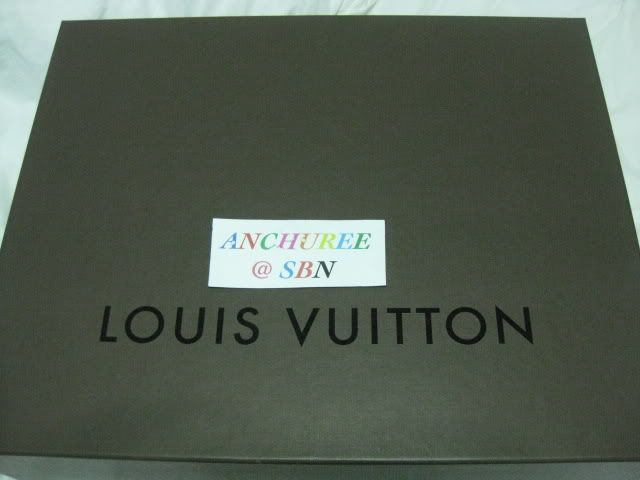 ANCHUREE
@ SBN
LOUIS VUITTON